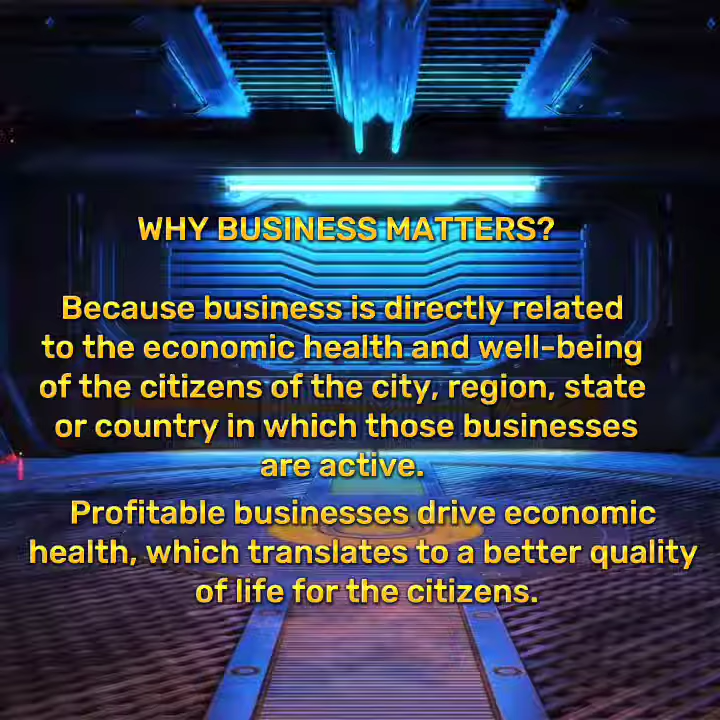 WHY BUSINESS MATTERS?
Because business is directly related
to the economic health and well-being
of the citizens of the city, region, state
or country in which those businesses
are active.
Profitable businesses drive economic
health, which translates to a better quality
of life for the citizens.